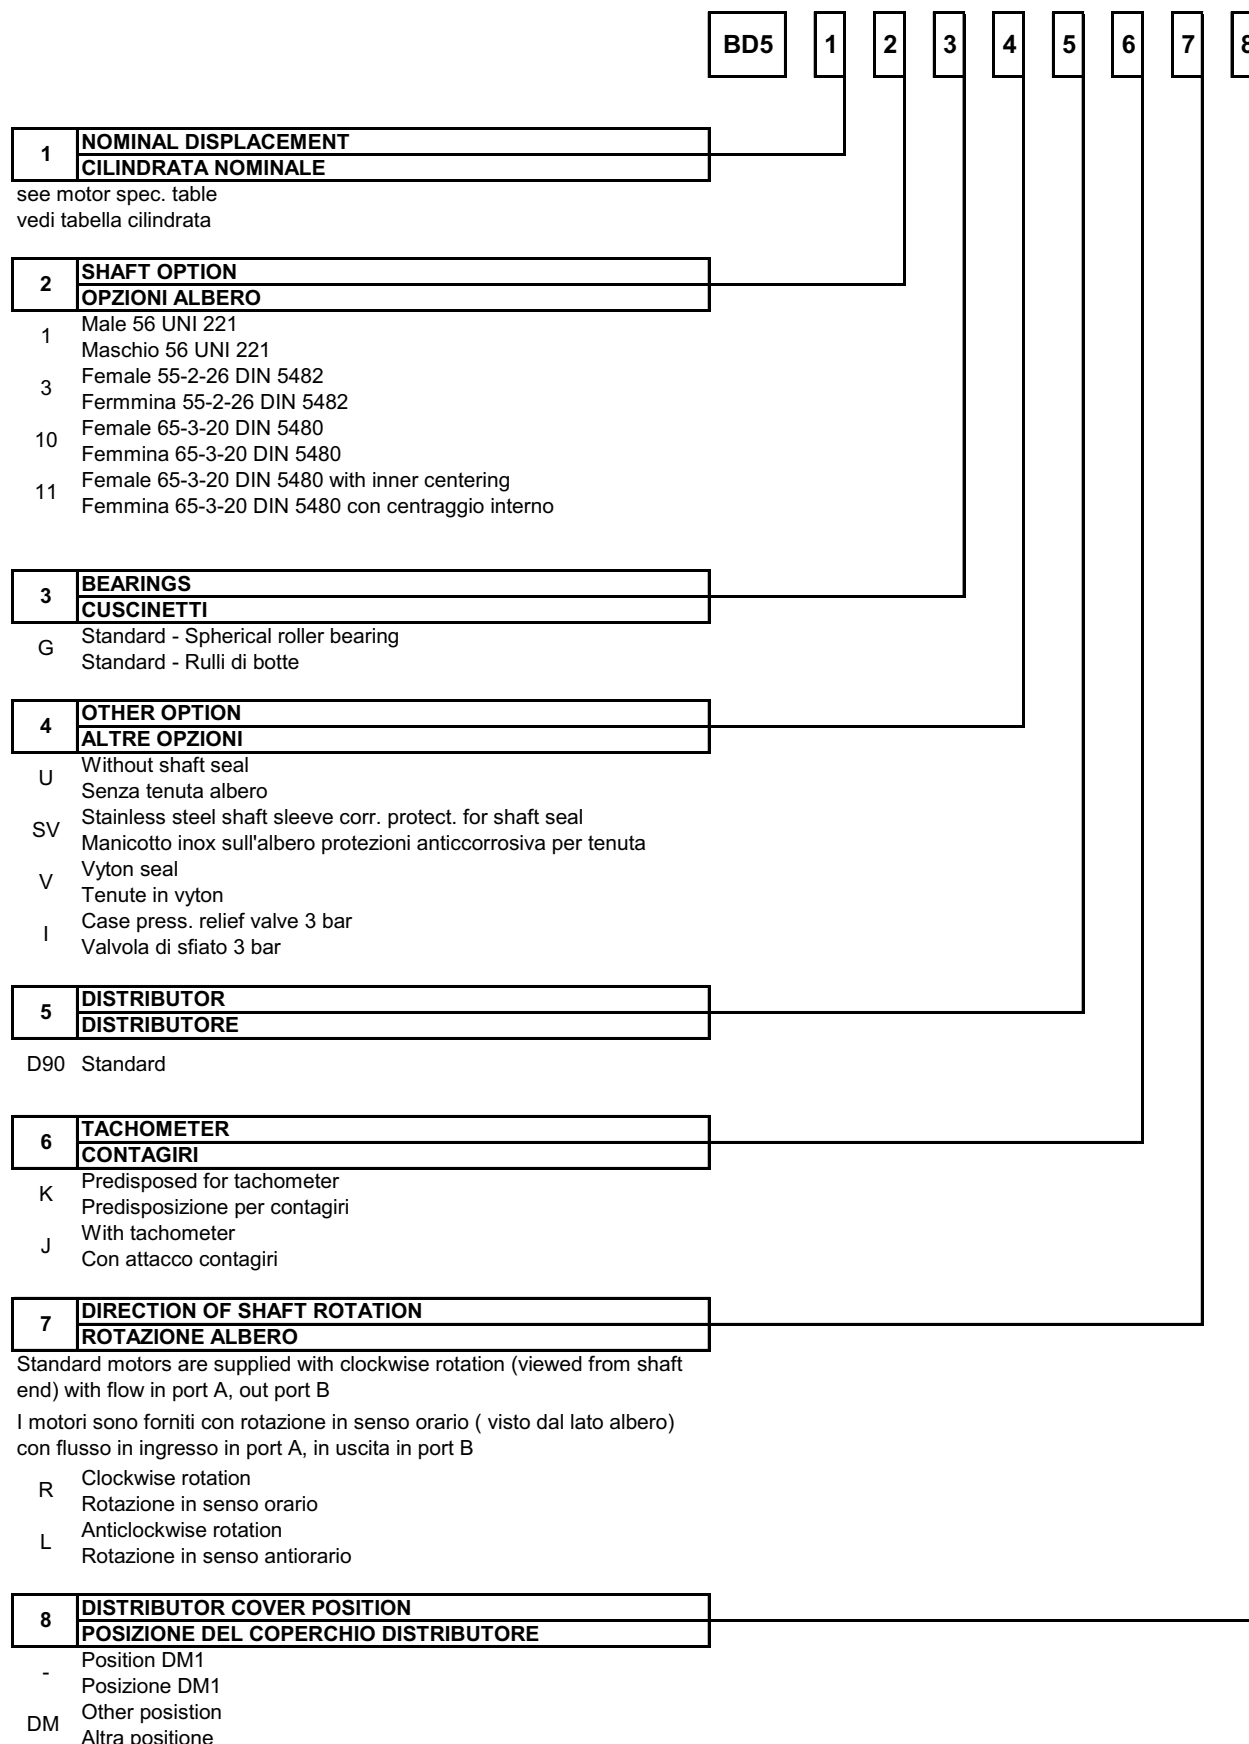 BD5 1 2 3 4 5 6 7 8
1 NOMINAL DISPLACEMENT
CILINDRATA NOMINALE
see motor spec. table
vedi tabella cilindrata
2 SHAFT OPTION
OPZIONI ALBERO
1 Male 56 UNI 221
Maschio 56 UNI 221
3 Female 55-2-26 DIN 5482
Fermmina 55-2-26 DIN 5482
10 Female 65-3-20 DIN 5480
Femmina 65-3-20 DIN 5480
11 Female 65-3-20 DIN 5480 with inner centering
Femmina 65-3-20 DIN 5480 con centraggio interno
3 BEARINGS
CUSCINETTI
G Standard - Spherical roller bearing
Standard - Rulli di botte
4 OTHER OPTION
ALTRE OPZIONI
U Without shaft seal
Senza tenuta albero
SV Stainless steel shaft sleeve corr. protect. for shaft seal
Manicotto inox sull'albero protezioni anticcorrosiva per tenuta
V Vyton seal
Tenute in vyton
I Case press. relief valve 3 bar
Valvola di sfiato 3 bar
5 DISTRIBUTOR
DISTRIBUTORE
D90 Standard
6 TACHOMETER
CONTAGIRI
K Predisposed for tachometer
Predisposizione per contagiri
J With tachometer
Con attacco contagiri
7 DIRECTION OF SHAFT ROTATION
ROTAZIONE ALBERO
Standard motors are supplied with clockwise rotation (viewed from shaft
end) with flow in port A, out port B
I motori sono forniti con rotazione in senso orario ( visto dal lato albero)
con flusso in ingresso in port A, in uscita in port B
R Clockwise rotation
Rotazione in senso orario
L Anticlockwise rotation
Rotazione in senso antiorario
8 DISTRIBUTOR COVER POSITION
POSIZIONE DEL COPERCHIO DISTRIBUTORE
- Position DM1
Posizione DM1
DM Other posistion
Altra positione